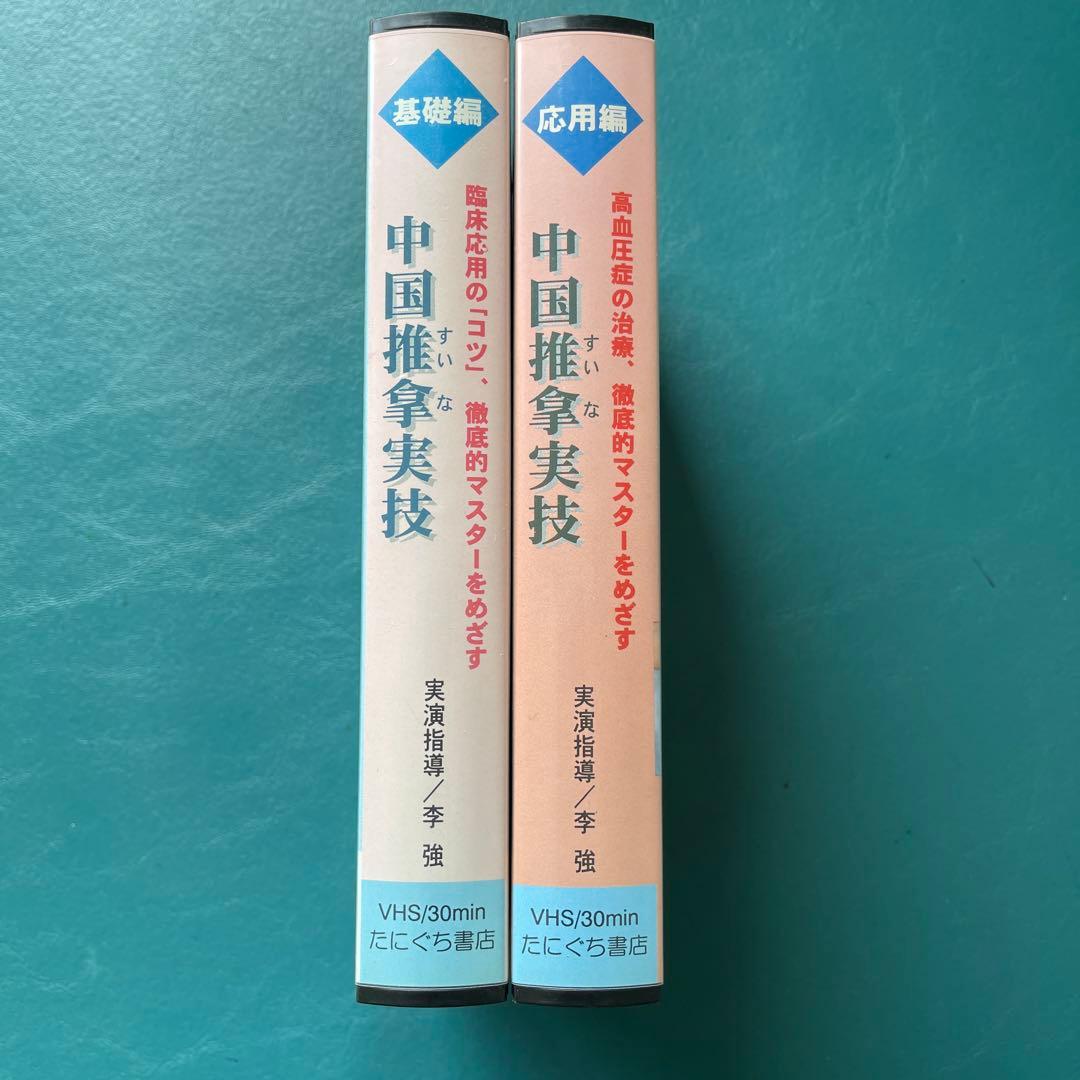 基礎編
臨床応用の「コツ」、徹底的マスターをめざす
中国推拿実技
すいな
実演指導/李 強
VHS/30min
たにぐち書店
応用編
高血圧症の治療、徹底的マスターをめざす
中国推拿実技
すいな
実演指導/李 強
VHS/30min
たにぐち書店